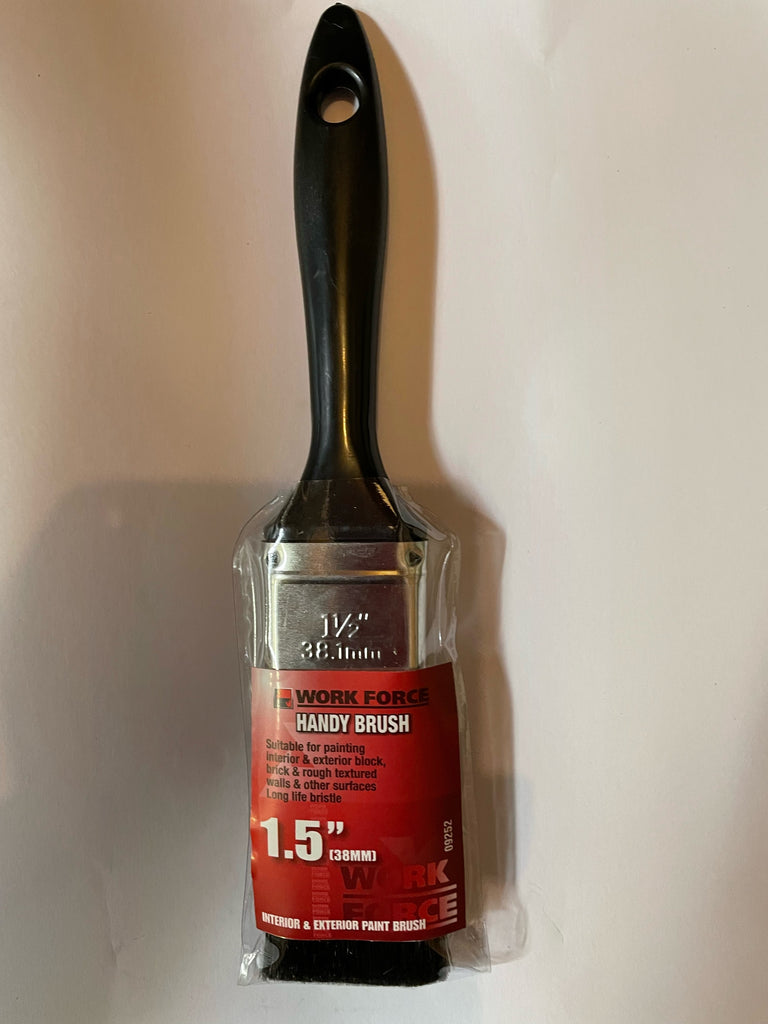 1½"
38.1mm
WORK FORCE
HANDY BRUSH
Suitable for painting
interior & exterior block,
brick & rough textured
walls & other surfaces
Long life bristle
1.5” (38MM)
09252
WORK
FORCE
INTERIOR & EXTERIOR PAINT BRUSH